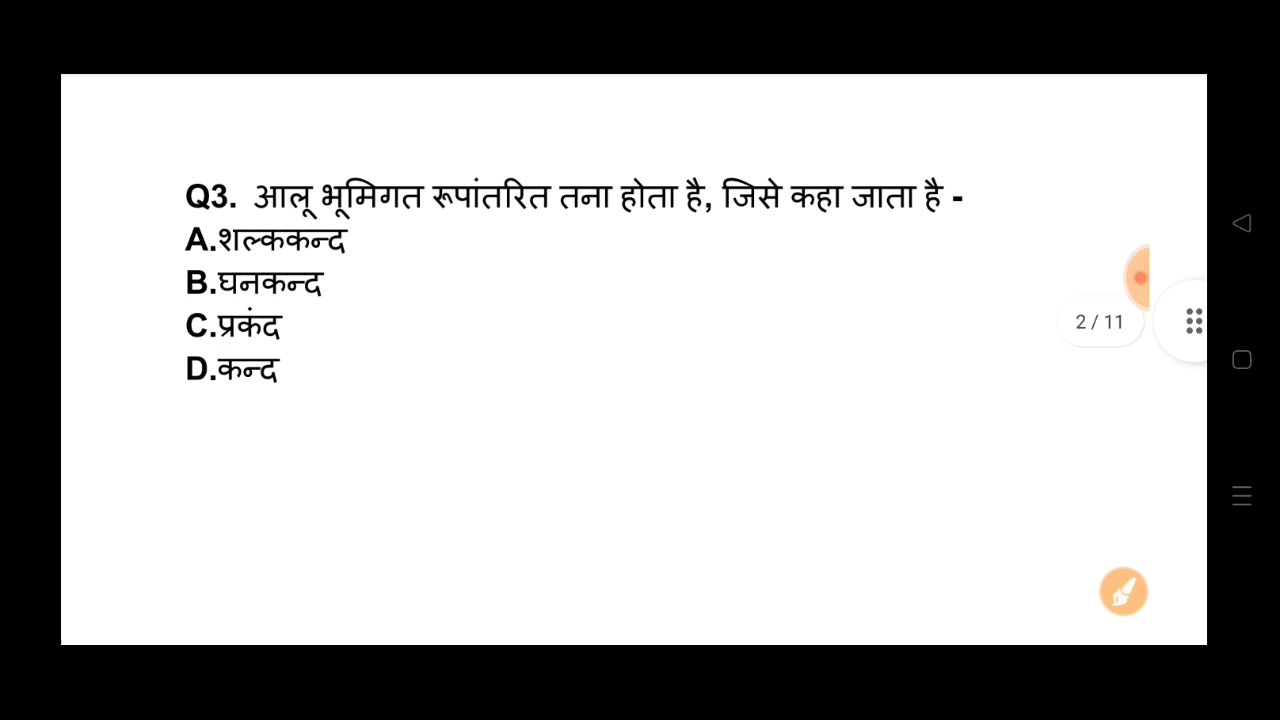 Q3. आलू भूमिगत रूपांतरित तना होता है, जिसे कहा जाता है -
A.शल्ककन्द
B.घनकन्द
C.प्रकंद
D.कन्द
2 / 11